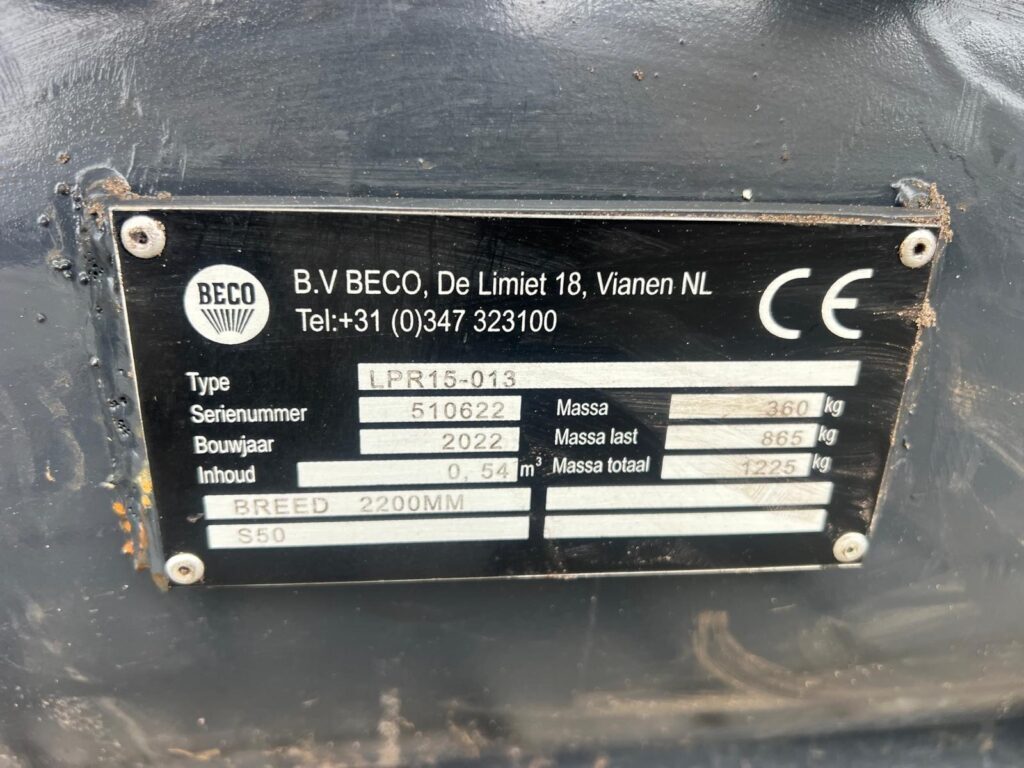 BECO
B.V BECO, De Limiet 18, Vianen NL
Tel:+31 (0)347 323100
CE
Type LPR15-013
Serienummer 510622 Massa 360 kg
Bouwjaar 2022 Massa last 865 kg
Inhoud 0,54 m³ Massa totaal 1225 kg
BREED 2200MM
S50